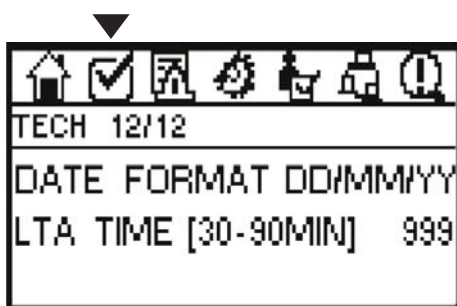 TECH 12/12
DATE FORMAT DD/MM/YY
LTA TIME [30-90MIN] 999